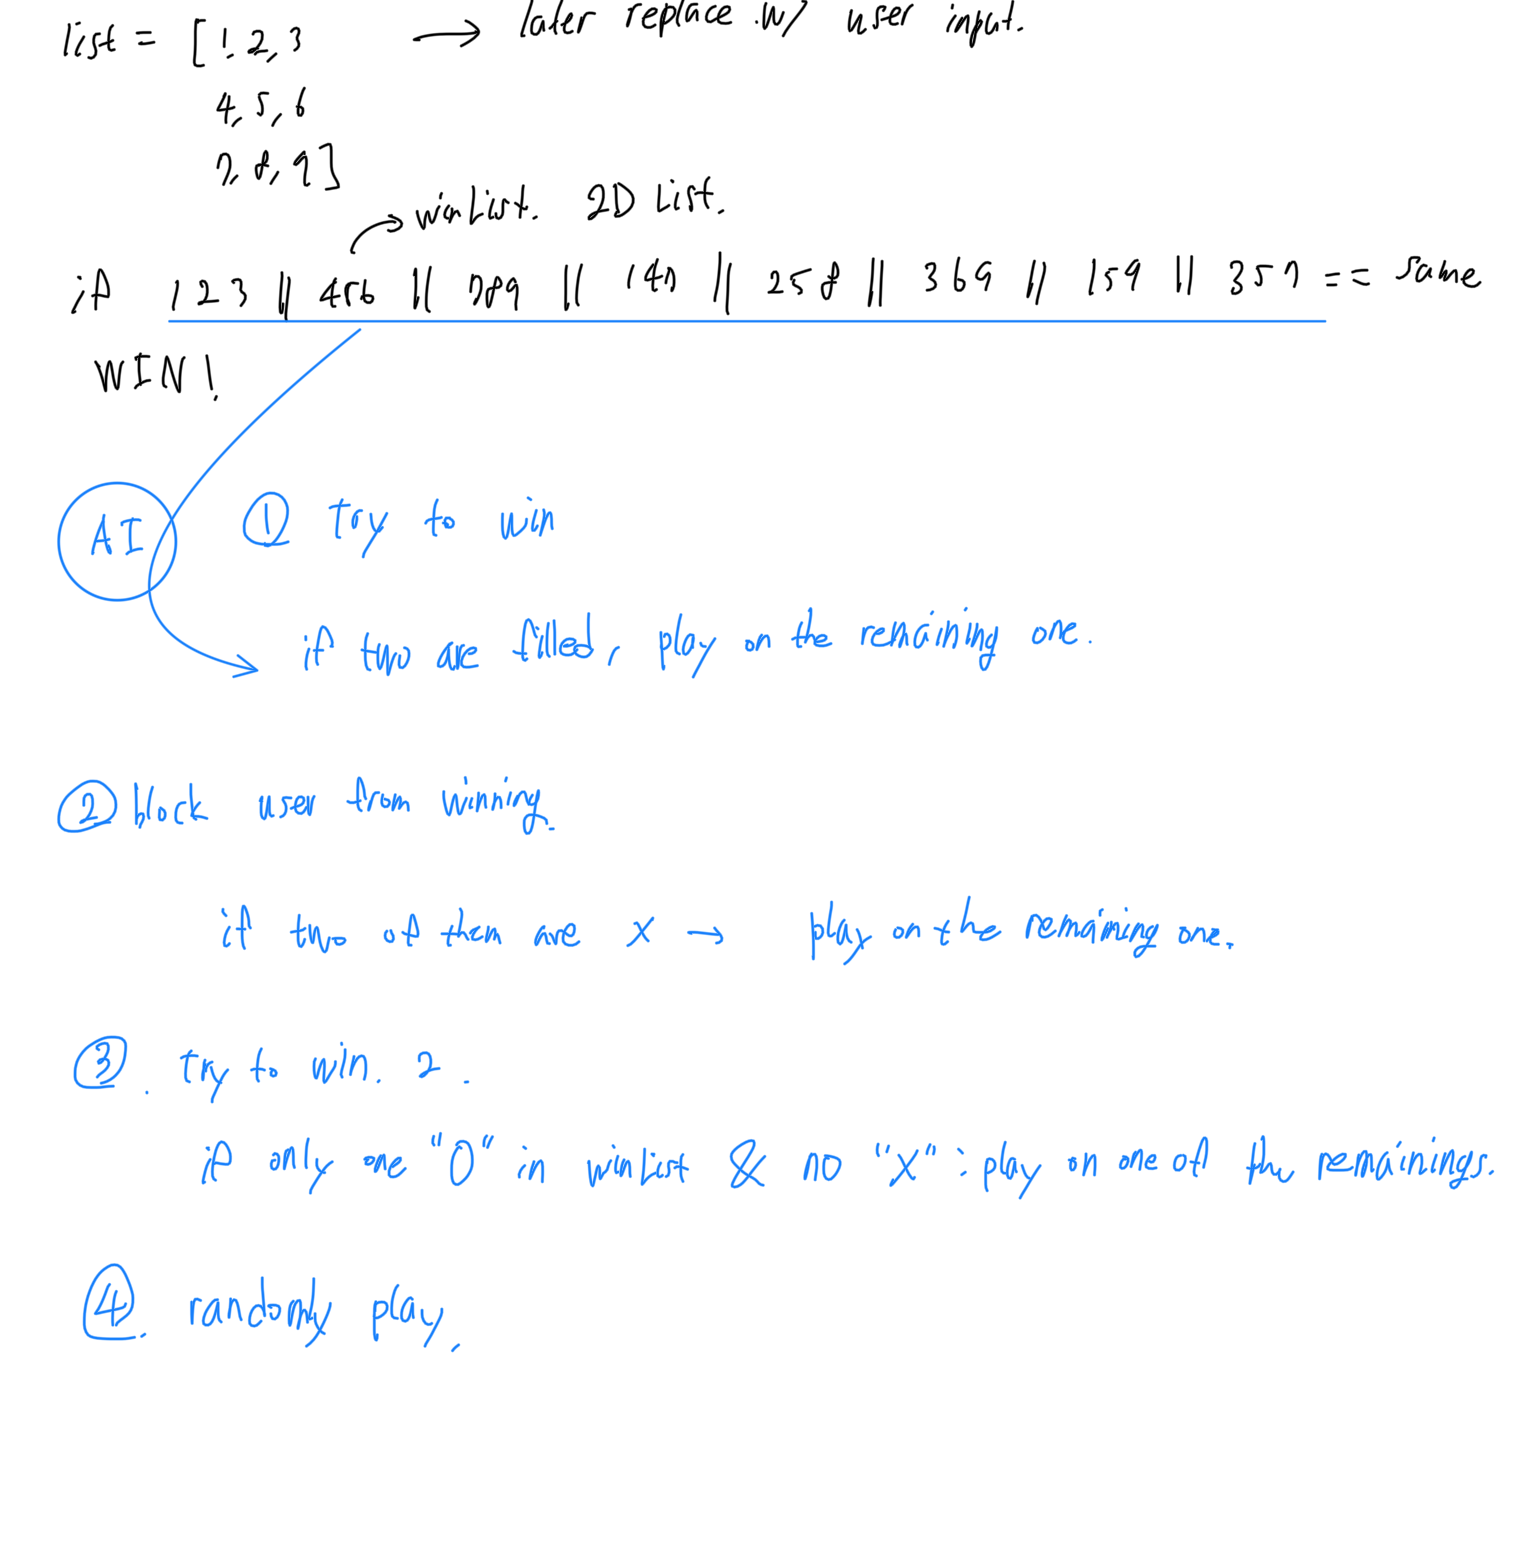 list = [1, 2, 3 → later replace w/ user input.
4, 5, 6
7, 8, 9]
winList. 2D List.
if 123 || 456 || 789 || 147 || 258 || 369 || 159 || 357 == same
WIN!
AI ① try to win
if two are filled, play on the remaining one.
② block user from winning.
if two of them are x → play on the remaining one.
③. try to win. 2.
if only one "O" in winList & no "X": play on one of the remainings.
④. randomly play.